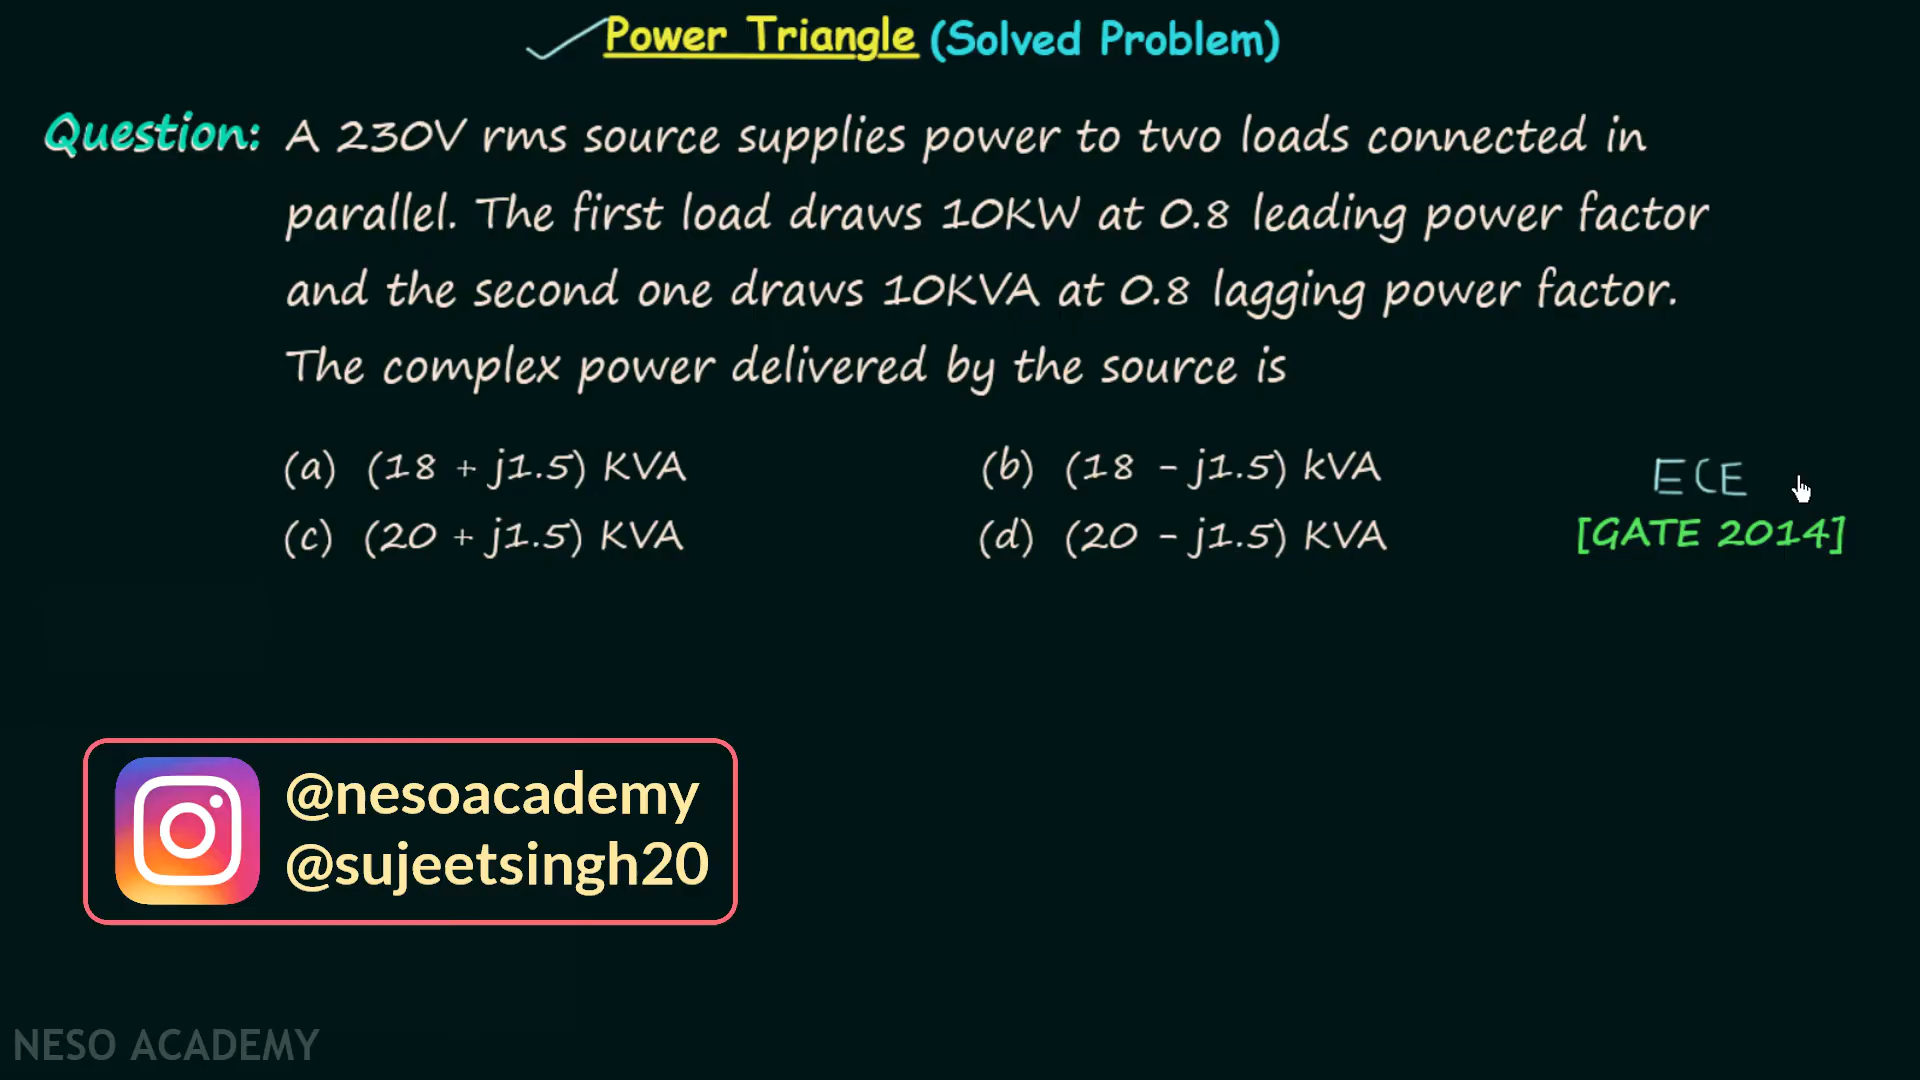 Power Triangle (Solved Problem)
Question: A 230V rms source supplies power to two loads connected in
parallel. The first load draws 10KW at 0.8 leading power factor
and the second one draws 10KVA at 0.8 lagging power factor.
The complex power delivered by the source is
(a) (18 + j1.5) KVA (b) (18 - j1.5) kVA
ECE
(c) (20 + j1.5) KVA (d) (20 - j1.5) KVA
[GATE 2014]
@nesoacademy
@sujeetsingh20
NESO ACADEMY